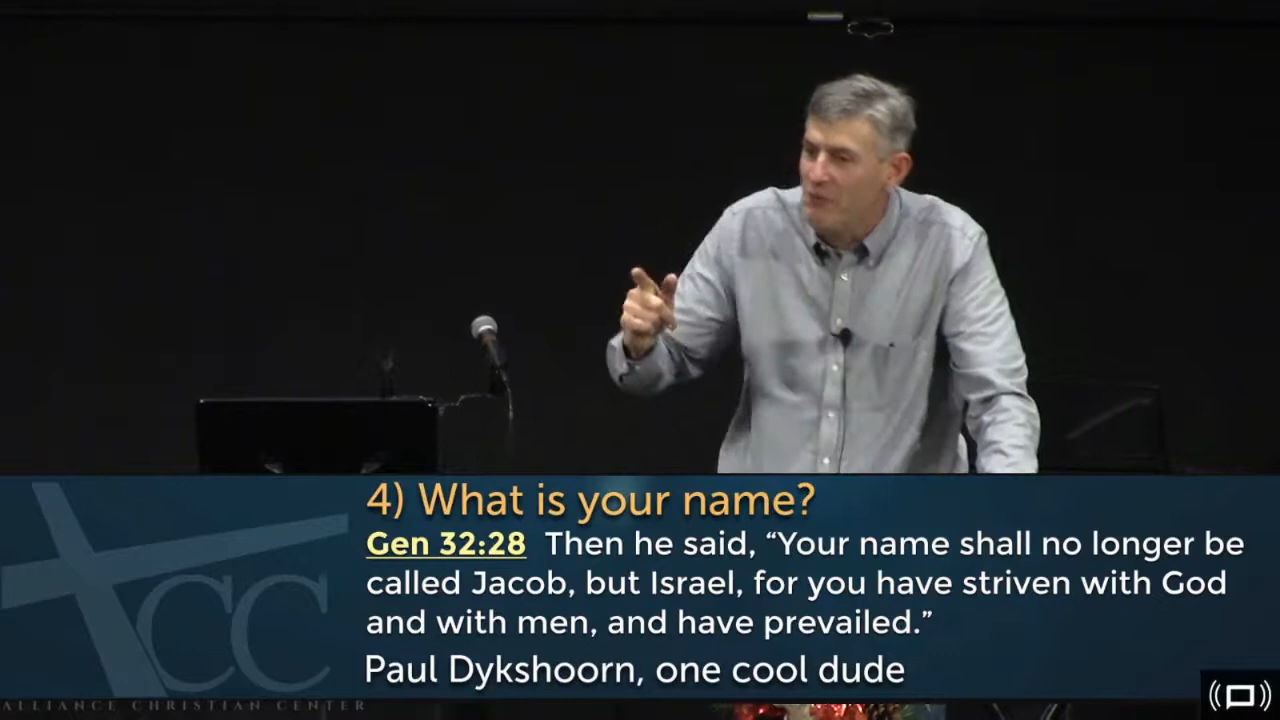 4) What is your name?
Gen 32:28 Then he said, “Your name shall no longer be
called Jacob, but Israel, for you have striven with God
and with men, and have prevailed.”
Paul Dykshoorn, one cool dude
CC
ALLIANCE CHRISTIAN CENTER